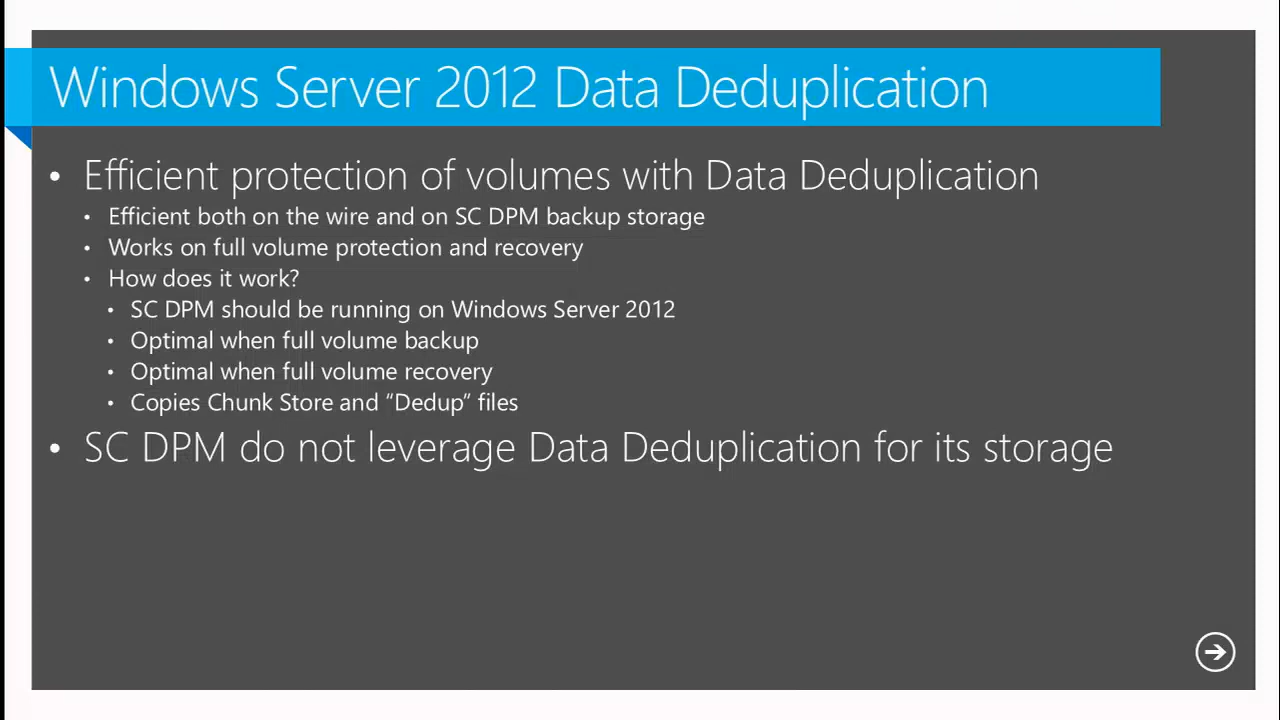 Windows Server 2012 Data Deduplication
• Efficient protection of volumes with Data Deduplication
• Efficient both on the wire and on SC DPM backup storage
• Works on full volume protection and recovery
• How does it work?
• SC DPM should be running on Windows Server 2012
• Optimal when full volume backup
• Optimal when full volume recovery
• Copies Chunk Store and “Dedup” files
• SC DPM do not leverage Data Deduplication for its storage